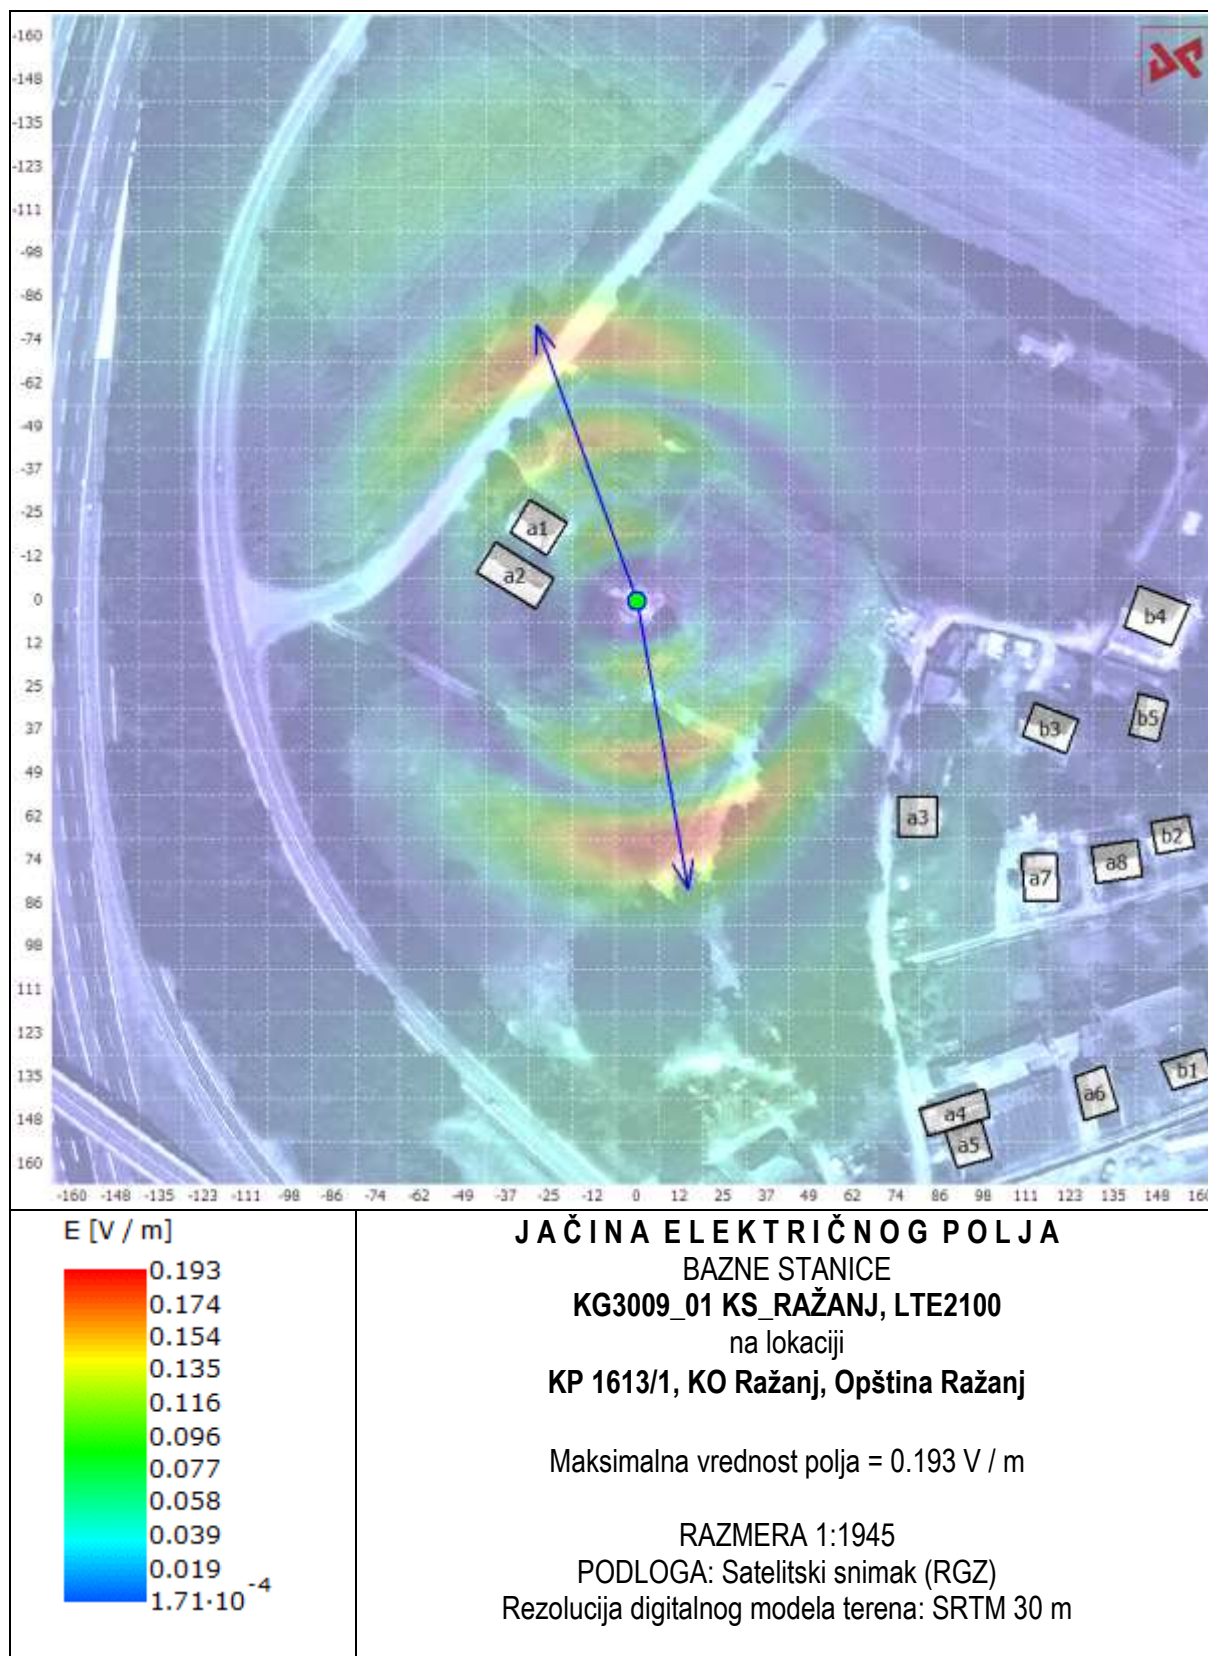 -160
-148
-135
-123
-111
-98
-86
-74
-62
-49
-37
-25
-12
0
12
25
37
49
62
74
86
98
111
123
135
148
160
a1
a2
b4
b5
b3
a3
b2
a8
a7
b1
a6
a4
a5
-160 -148 -135 -123 -111 -98 -86 -74 -62 -49 -37 -25 -12 0 12 25 37 49 62 74 86 98 111 123 135 148 160
E [V / m]
0.193
0.174
0.154
0.135
0.116
0.096
0.077
0.058
0.039
0.019
1.71·10⁻⁴
JAČINA ELEKTRIČNOG POLJA
BAZNE STANICE
KG3009_01 KS_RAŽANJ, LTE2100
na lokaciji
KP 1613/1, KO Ražanj, Opština Ražanj
Maksimalna vrednost polja = 0.193 V / m
RAZMERA 1:1945
PODLOGA: Satelitski snimak (RGZ)
Rezolucija digitalnog modela terena: SRTM 30 m